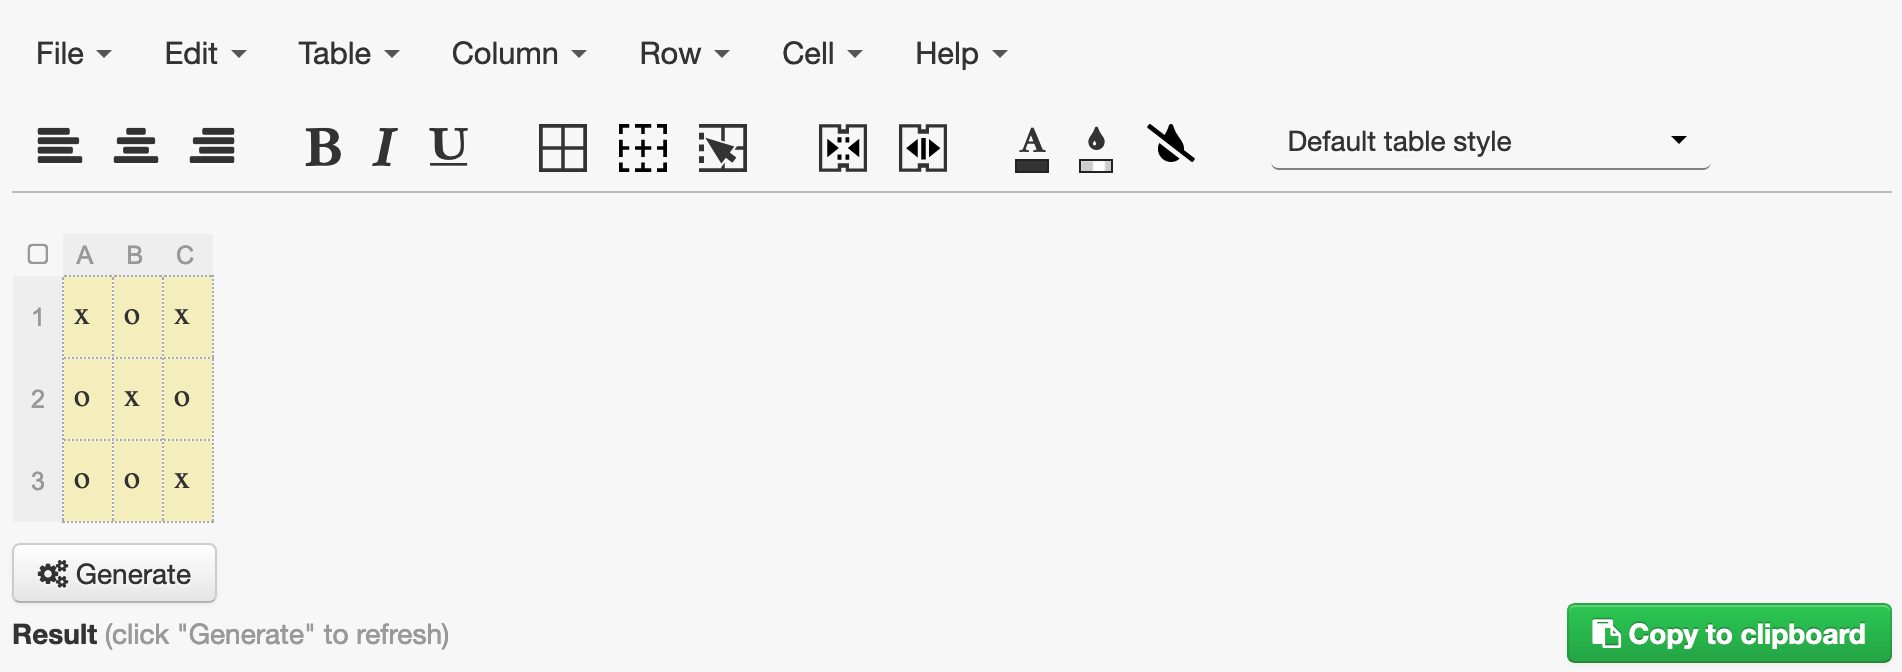 File Edit Table Column Row Cell Help
B I U A Default table style
A B C
1 x o x
2 o x o
3 o o x
Generate
Result (click "Generate" to refresh) Copy to clipboard